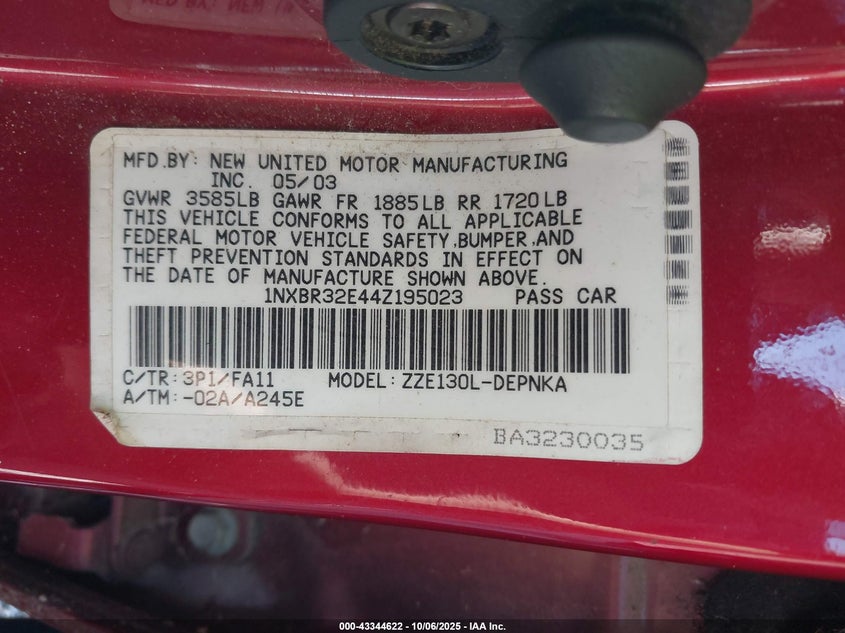 MFD.BY: NEW UNITED MOTOR MANUFACTURING
INC. 05/03
GVWR 3585LB GAWR FR 1885LB RR 1720LB
THIS VEHICLE CONFORMS TO ALL APPLICABLE
FEDERAL MOTOR VEHICLE SAFETY,BUMPER,AND
THEFT PREVENTION STANDARDS IN EFFECT ON
THE DATE OF MANUFACTURE SHOWN ABOVE.
1NXBR32E44Z195023 PASS CAR
C/TR: 3P1/FA11 MODEL: ZZE130L-DEPNKA
A/TM: -02A/A245E
BA3230035
000-43344622 - 10/06/2025 - IAA Inc.